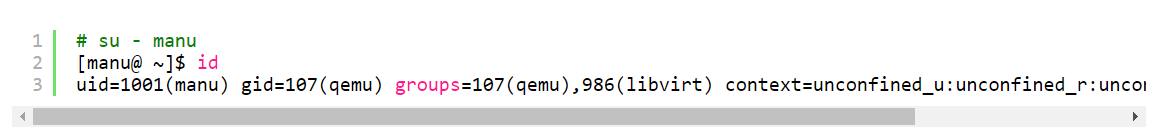 1 # su - manu
2 [manu@ ~]$ id
3 uid=1001(manu) gid=107(qemu) groups=107(qemu),986(libvirt) context=unconfined_u:unconfined_r:uncon